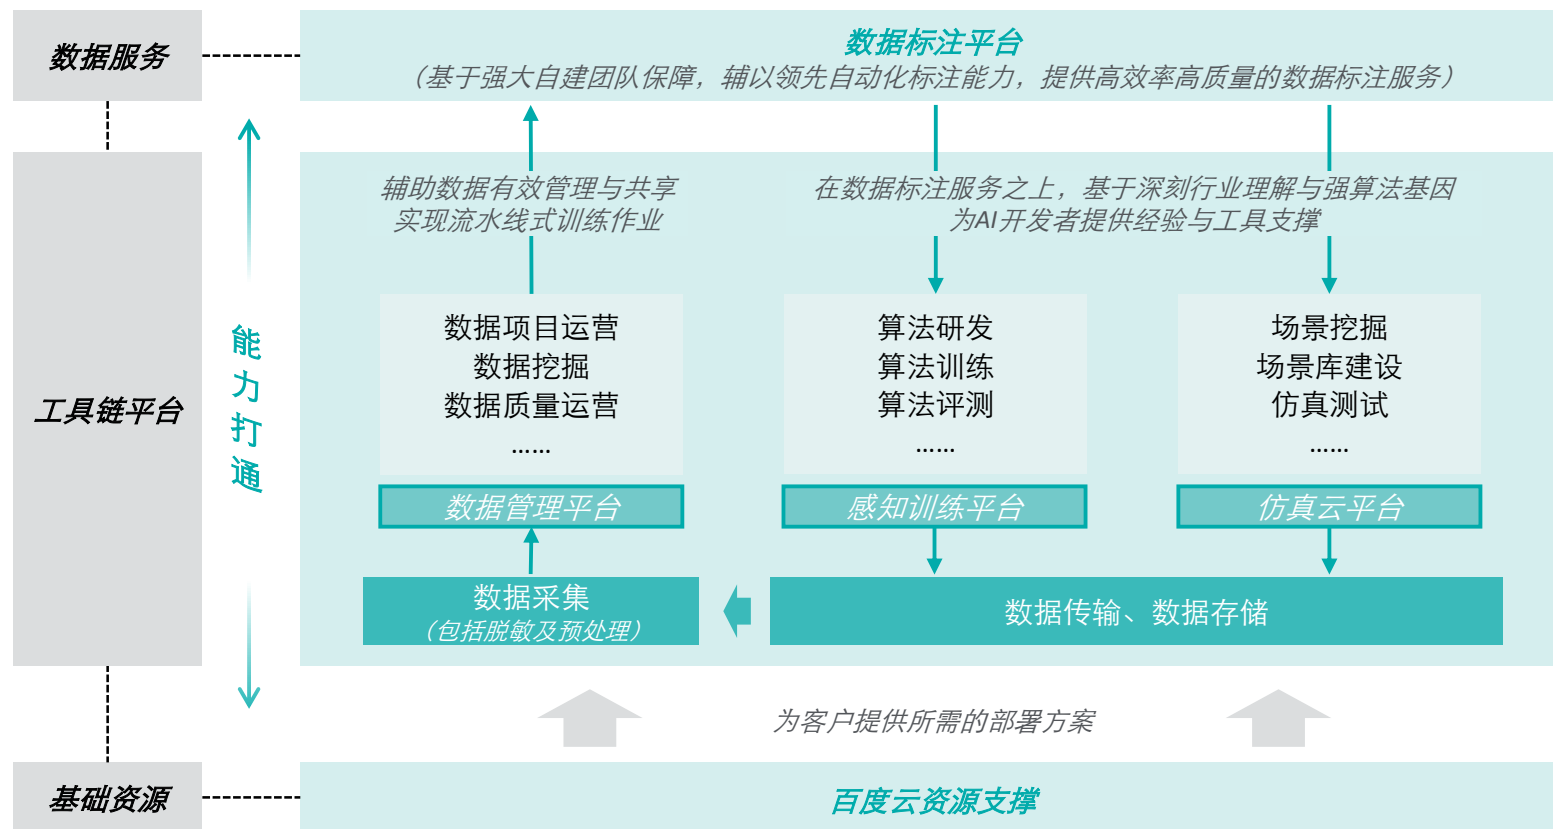 数据服务
数据标注平台
（基于强大自建团队保障，辅以领先自动化标注能力，提供高效率高质量的数据标注服务）
工具链平台
能力打通
辅助数据有效管理与共享
实现流水线式训练作业
在数据标注服务之上，基于深刻行业理解与强算法基因
为AI开发者提供经验与工具支撑
数据项目运营
数据挖掘
数据质量运营
......
数据管理平台
算法研发
算法训练
算法评测
......
感知训练平台
场景挖掘
场景库建设
仿真测试
......
仿真云平台
数据采集
（包括脱敏及预处理）
数据传输、数据存储
为客户提供所需的部署方案
基础资源
百度云资源支撑